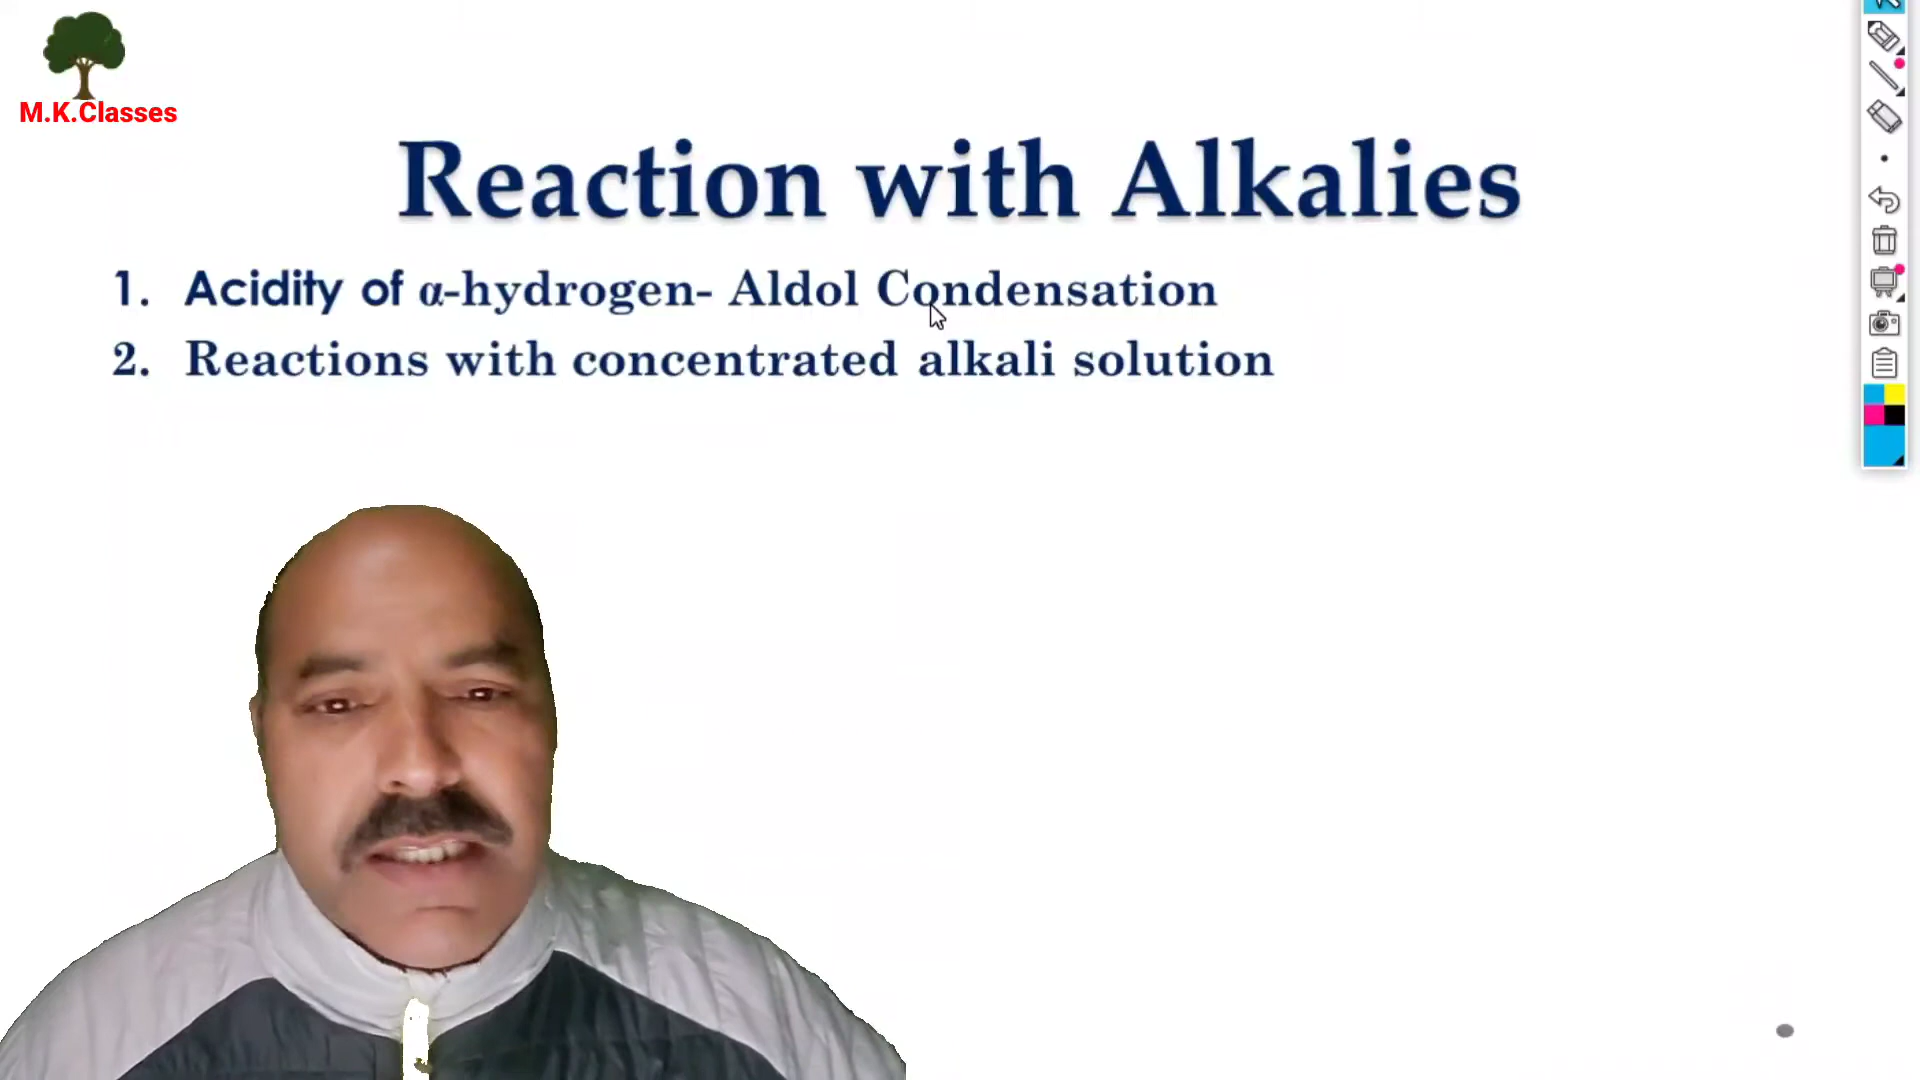 M.K.Classes
Reaction with Alkalies
1. Acidity of α-hydrogen- Aldol Condensation
2. Reactions with concentrated alkali solution